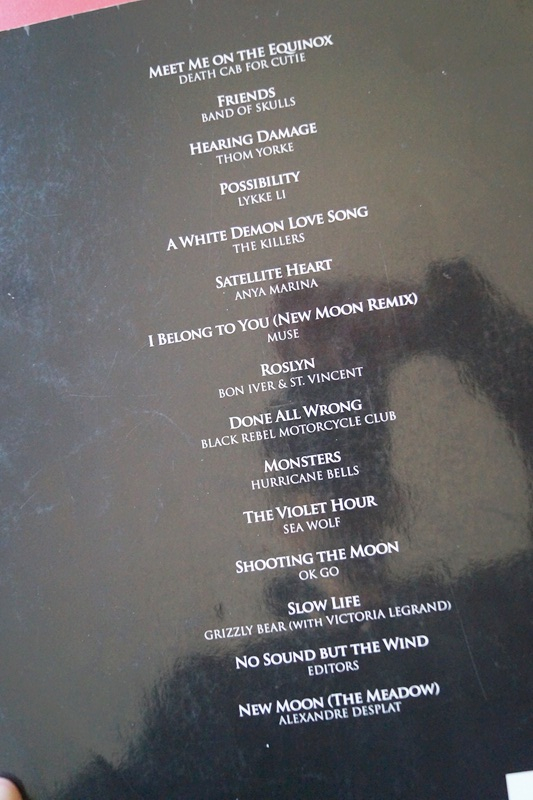 Meet Me on the Equinox
Death Cab for Cutie
Friends
Band of Skulls
Hearing Damage
Thom Yorke
Possibility
Lykke Li
A White Demon Love Song
The Killers
Satellite Heart
Anya Marina
I Belong to You (New Moon Remix)
Muse
Roslyn
Bon Iver & St. Vincent
Done All Wrong
Black Rebel Motorcycle Club
Monsters
Hurricane Bells
The Violet Hour
Sea Wolf
Shooting the Moon
OK Go
Slow Life
Grizzly Bear (with Victoria Legrand)
No Sound But the Wind
Editors
New Moon (The Meadow)
Alexandre Desplat